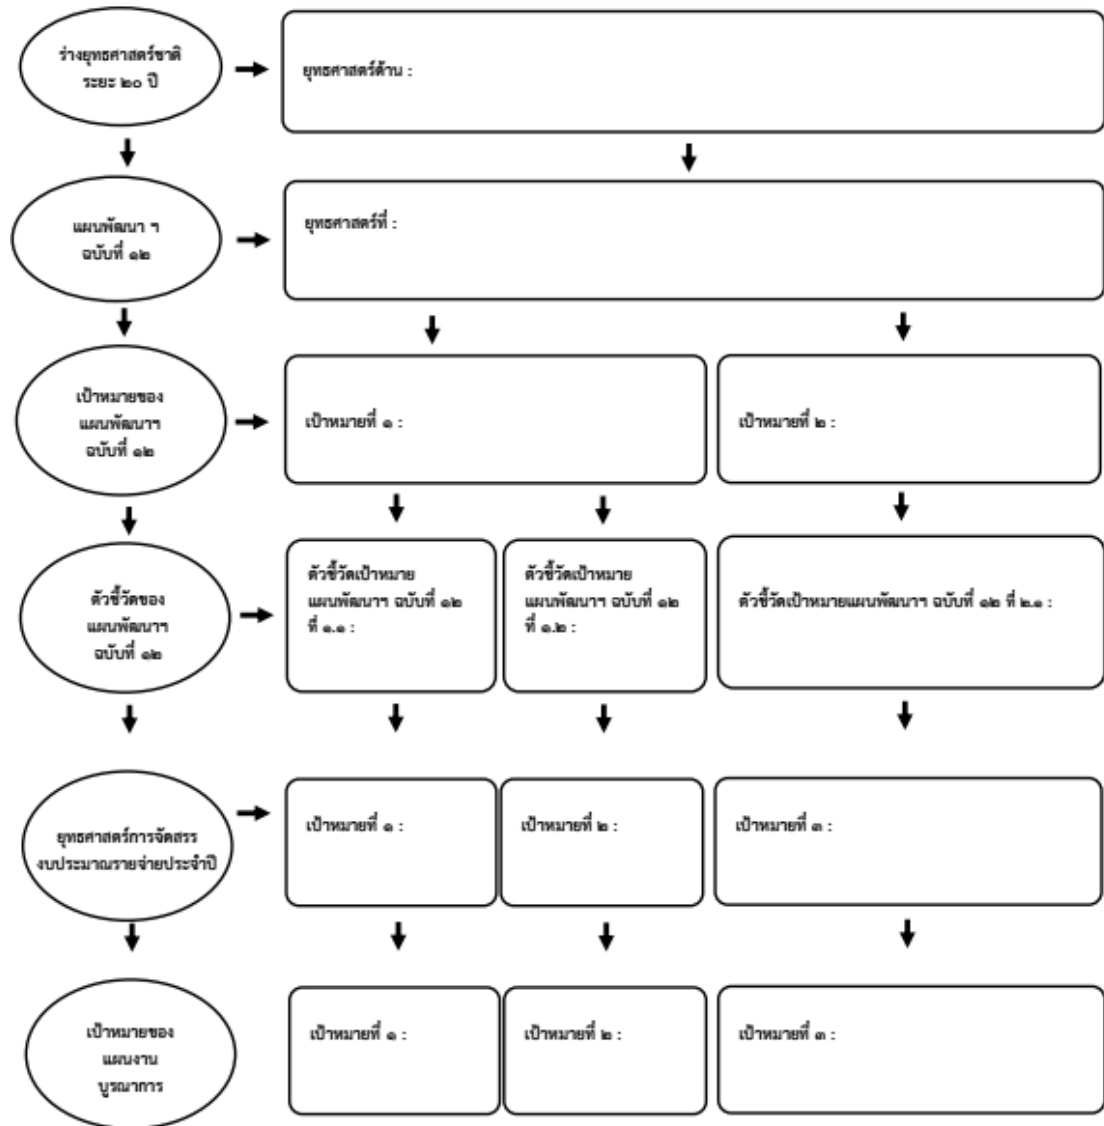 ร่างยุทธศาสตร์ชาติ
ระยะ ๒๐ ปี
ยุทธศาสตร์ด้าน :
แผนพัฒนา ฯ
ฉบับที่ ๑๒
ยุทธศาสตร์ที่ :
เป้าหมายของ
แผนพัฒนาฯ
ฉบับที่ ๑๒
เป้าหมายที่ ๑ :
เป้าหมายที่ ๒ :
ตัวชี้วัดของ
แผนพัฒนาฯ
ฉบับที่ ๑๒
ตัวชี้วัดเป้าหมาย
แผนพัฒนาฯ ฉบับที่ ๑๒
ที่ ๑.๑ :
ตัวชี้วัดเป้าหมาย
แผนพัฒนาฯ ฉบับที่ ๑๒
ที่ ๑.๒ :
ตัวชี้วัดเป้าหมายแผนพัฒนาฯ ฉบับที่ ๑๒ ที่ ๒.๑ :
ยุทธศาสตร์การจัดสรร
งบประมาณรายจ่ายประจำปี
เป้าหมายที่ ๑ :
เป้าหมายที่ ๒ :
เป้าหมายที่ ๓ :
เป้าหมายของ
แผนงาน
บูรณาการ
เป้าหมายที่ ๑ :
เป้าหมายที่ ๒ :
เป้าหมายที่ ๓ :